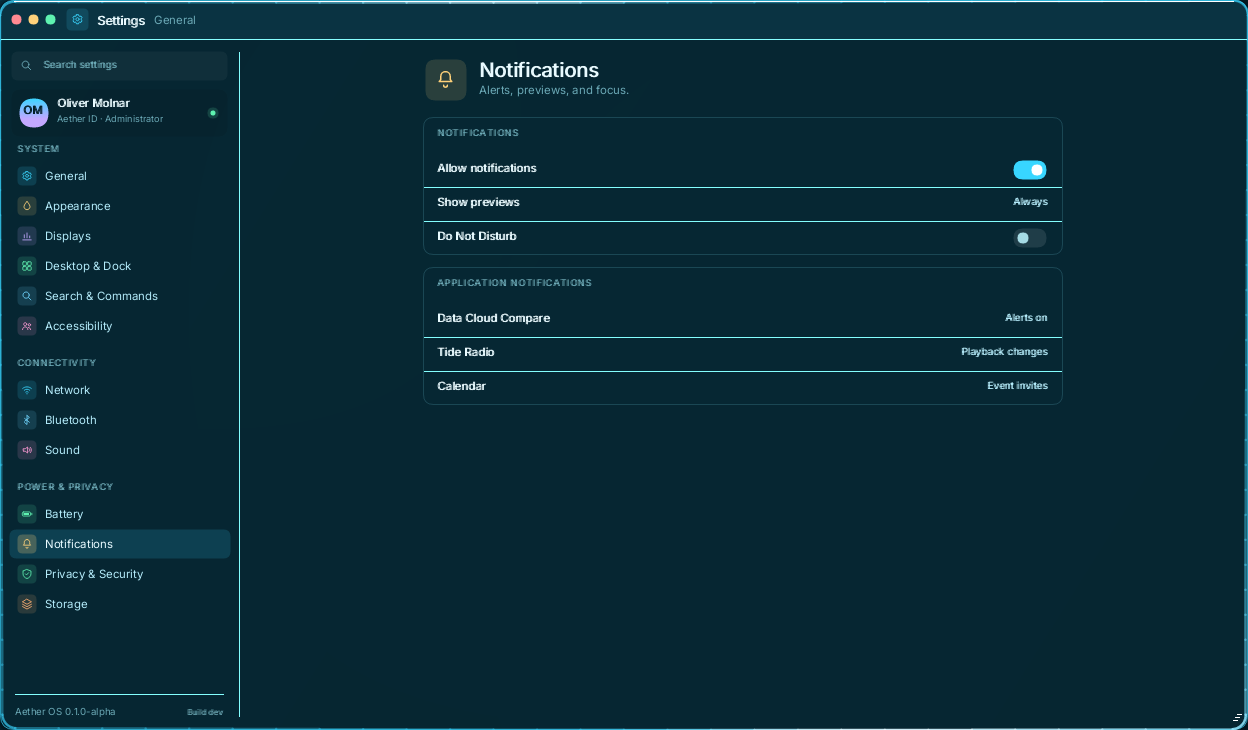 Settings General
Search settings
OM
Oliver Molnar
Aether ID · Administrator
SYSTEM
General
Appearance
Displays
Desktop & Dock
Search & Commands
Accessibility
CONNECTIVITY
Network
Bluetooth
Sound
POWER & PRIVACY
Battery
Notifications
Privacy & Security
Storage
Aether OS 0.1.0-alpha Build dev
Notifications
Alerts, previews, and focus.
NOTIFICATIONS
Allow notifications
Show previews Always
Do Not Disturb
APPLICATION NOTIFICATIONS
Data Cloud Compare Alerts on
Tide Radio Playback changes
Calendar Event invites